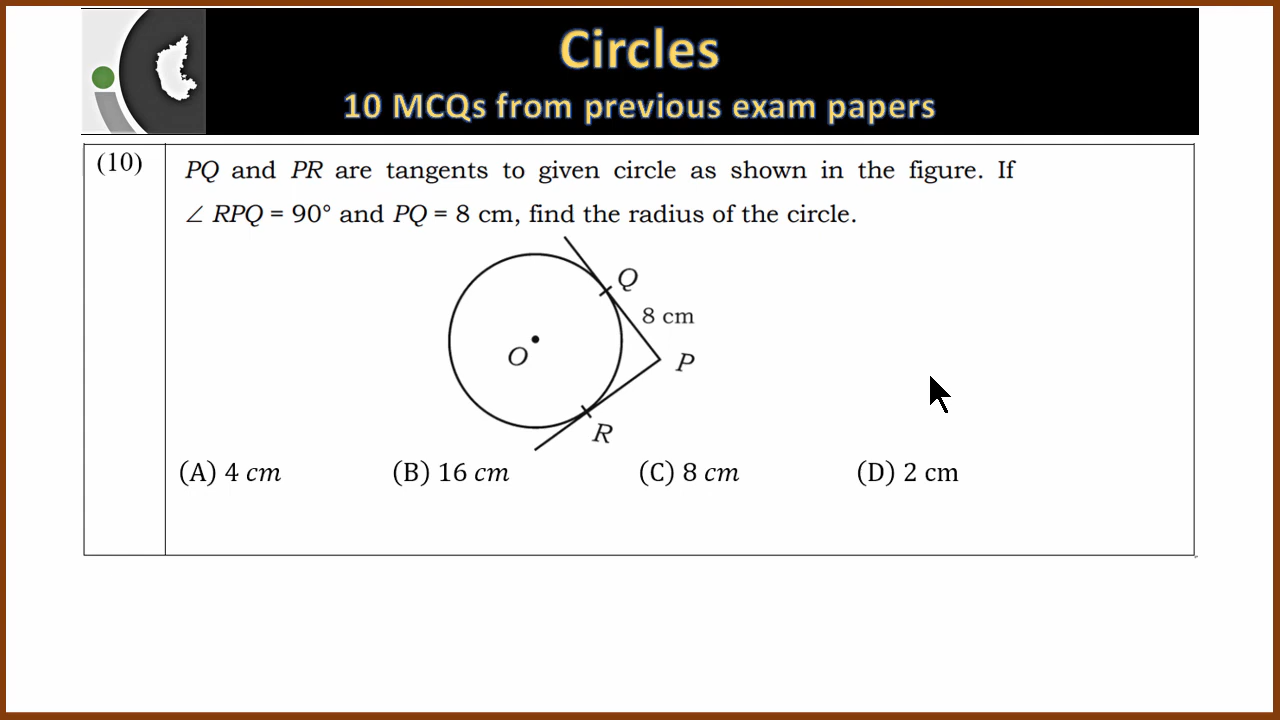 Circles
10 MCQs from previous exam papers
(10)
PQ and PR are tangents to given circle as shown in the figure. If
∠ RPQ = 90° and PQ = 8 cm, find the radius of the circle.
Q
8 cm
O
P
R
(A) 4 cm (B) 16 cm (C) 8 cm (D) 2 cm